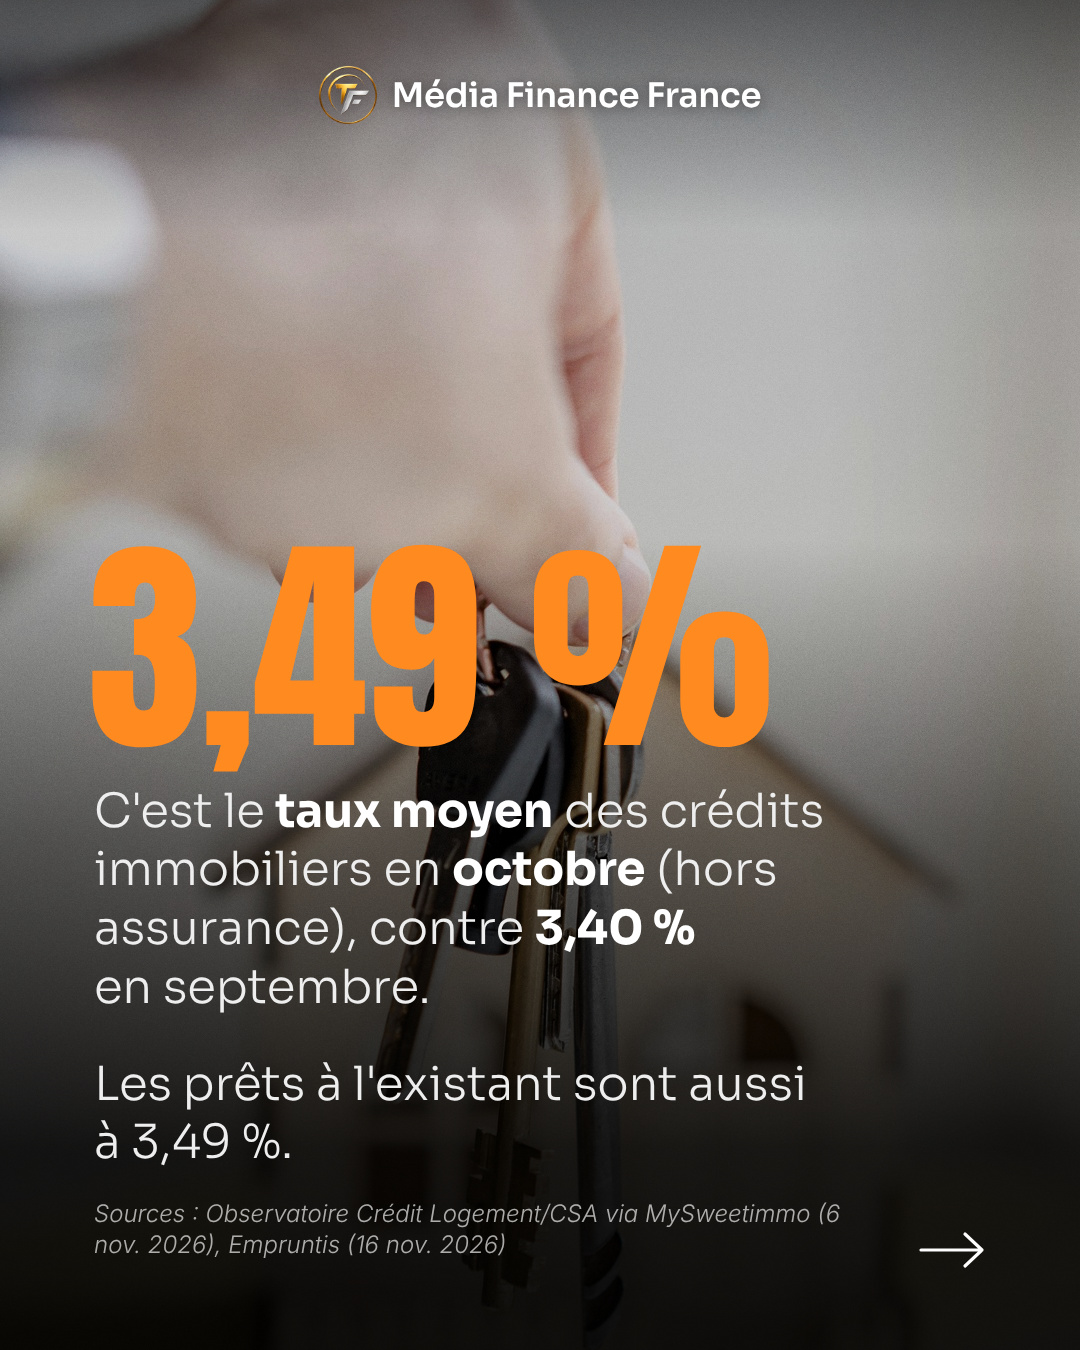 TF Média Finance France
3,49 %
C'est le taux moyen des crédits
immobiliers en octobre (hors
assurance), contre 3,40 %
en septembre.
Les prêts à l'existant sont aussi
à 3,49 %.
Sources : Observatoire Crédit Logement/CSA via MySweetimmo (6
nov. 2026), Empruntis (16 nov. 2026)